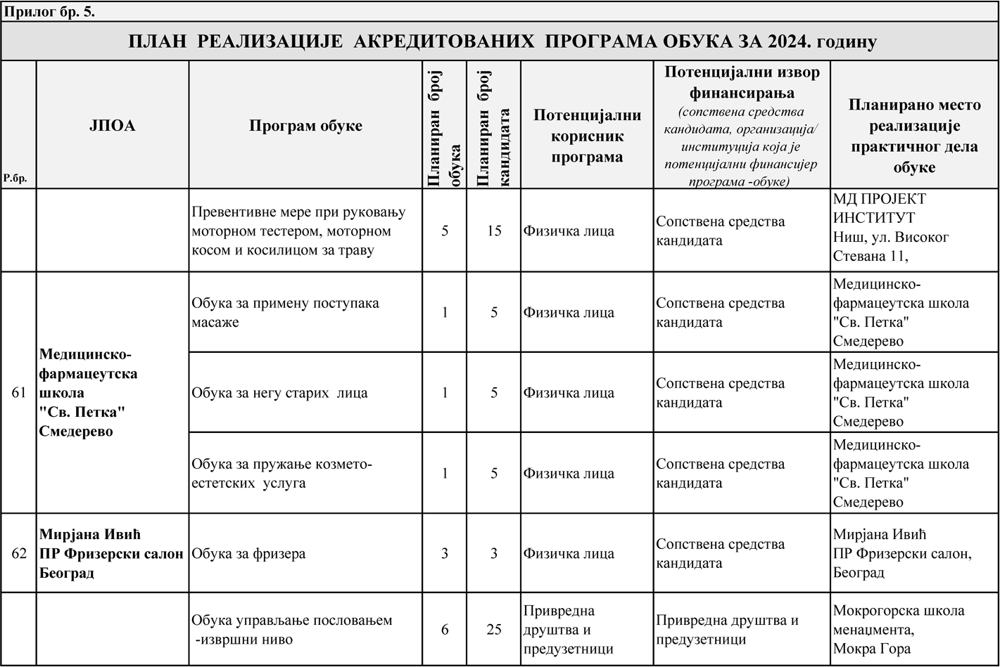 Прилог бр. 5.
ПЛАН РЕАЛИЗАЦИЈЕ АКРЕДИТОВАНИХ ПРОГРАМА ОБУКА ЗА 2024. годину
Р.бр.
ЈПОА
Програм обуке
Планиран број
обука
Планиран број
кандидата
Потенцијални
корисник
програма
Потенцијални извор
финансирања
(сопствена средства
кандидата, организација/
институција која је
потенцијални финансијер
програма -обуке)
Планирано место
реализације
практичног дела
обуке
Превентивне мере при руковању
моторном тестером, моторном
косом и косилицом за траву
5
15
Физичка лица
Сопствена средства
кандидата
МД ПРОЈЕКТ
ИНСТИТУТ
Ниш, ул. Високог
Стевана 11,
61
Медицинско-
фармацеутска
школа
"Св. Петка"
Смедерево
Обука за примену поступака
масаже
1
5
Физичка лица
Сопствена средства
кандидата
Медицинско-
фармацеутска школа
"Св. Петка"
Смедерево
Обука за негу старих лица
1
5
Физичка лица
Сопствена средства
кандидата
Медицинско-
фармацеутска школа
"Св. Петка"
Смедерево
Обука за пружање козмето-
естетских услуга
1
5
Физичка лица
Сопствена средства
кандидата
Медицинско-
фармацеутска школа
"Св. Петка"
Смедерево
62
Мирјана Ивић
ПР Фризерски салон
Београд
Обука за фризера
3
3
Физичка лица
Сопствена средства
кандидата
Мирјана Ивић
ПР Фризерски салон,
Београд
Обука управљање пословањем
-извршни ниво
6
25
Привредна
друштва и
предузетници
Привредна друштва и
предузетници
Мокрогорска школа
менаџмента,
Мокра Гора